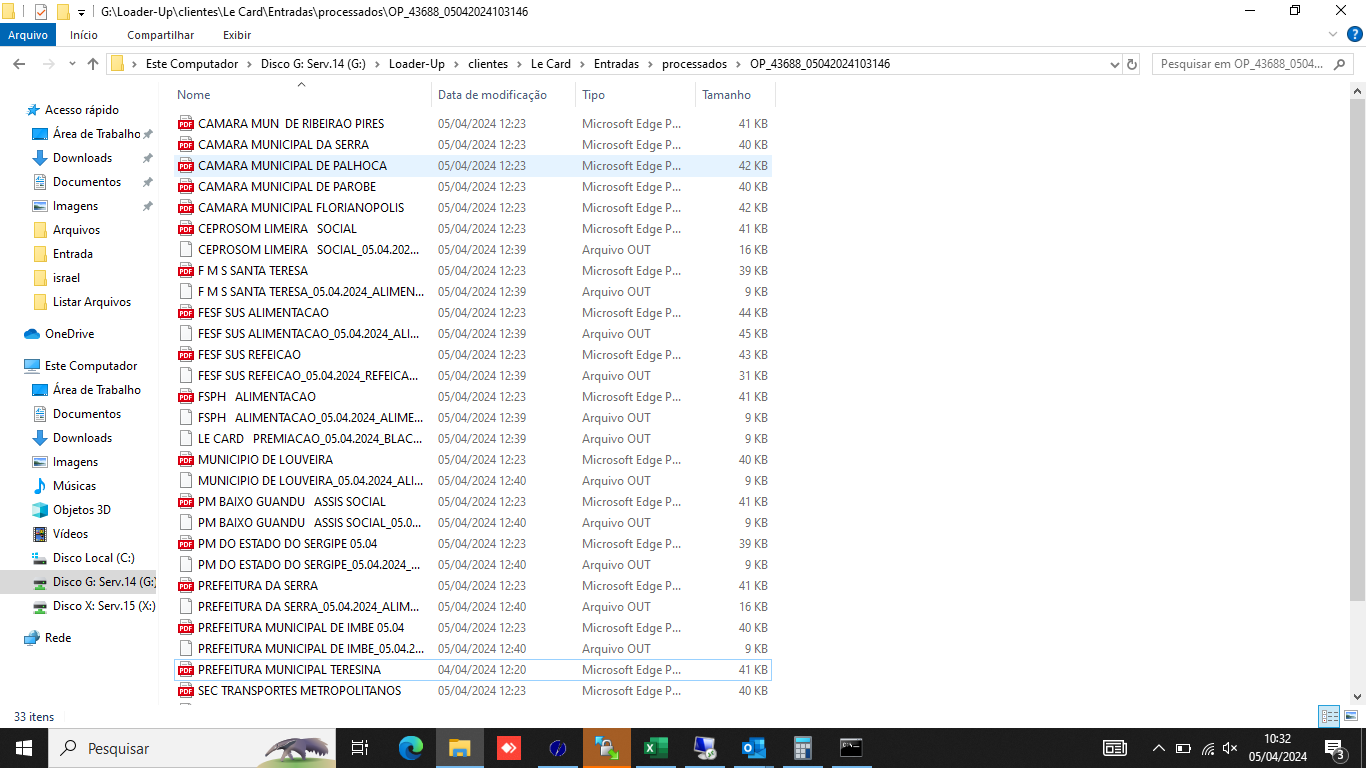 G:\Loader-Up\clientes\Le Card\Entradas\processados\OP_43688_05042024103146
Arquivo Início Compartilhar Exibir
Este Computador Disco G: Serv.14 (G:) Loader-Up clientes Le Card Entradas processados OP_43688_05042024103146 Pesquisar em OP_43688_0504...
Nome Data de modificação Tipo Tamanho
Acesso rápido
Área de Trabalho
Downloads
Documentos
Imagens
Arquivos
Entrada
israel
Listar Arquivos
OneDrive
Este Computador
Área de Trabalho
Documentos
Downloads
Imagens
Músicas
Objetos 3D
Vídeos
Disco Local (C:)
Disco G: Serv.14 (G:)
Disco X: Serv.15 (X:)
Rede
CAMARA MUN  DE RIBEIRAO PIRES 05/04/2024 12:23 Microsoft Edge P... 41 KB
CAMARA MUNICIPAL DA SERRA 05/04/2024 12:23 Microsoft Edge P... 40 KB
CAMARA MUNICIPAL DE PALHOCA 05/04/2024 12:23 Microsoft Edge P... 42 KB
CAMARA MUNICIPAL DE PAROBE 05/04/2024 12:23 Microsoft Edge P... 40 KB
CAMARA MUNICIPAL FLORIANOPOLIS 05/04/2024 12:23 Microsoft Edge P... 42 KB
CEPROSOM LIMEIRA   SOCIAL 05/04/2024 12:23 Microsoft Edge P... 41 KB
CEPROSOM LIMEIRA   SOCIAL_05.04.202... 05/04/2024 12:39 Arquivo OUT 16 KB
F M S SANTA TERESA 05/04/2024 12:23 Microsoft Edge P... 39 KB
F M S SANTA TERESA_05.04.2024_ALIMEN... 05/04/2024 12:39 Arquivo OUT 9 KB
FESF SUS ALIMENTACAO 05/04/2024 12:23 Microsoft Edge P... 44 KB
FESF SUS ALIMENTACAO_05.04.2024_ALI... 05/04/2024 12:39 Arquivo OUT 45 KB
FESF SUS REFEICAO 05/04/2024 12:23 Microsoft Edge P... 43 KB
FESF SUS REFEICAO_05.04.2024_REFEICA... 05/04/2024 12:39 Arquivo OUT 31 KB
FSPH   ALIMENTACAO 05/04/2024 12:23 Microsoft Edge P... 41 KB
FSPH   ALIMENTACAO_05.04.2024_ALIME... 05/04/2024 12:39 Arquivo OUT 9 KB
LE CARD   PREMIACAO_05.04.2024_BLAC... 05/04/2024 12:39 Arquivo OUT 9 KB
MUNICIPIO DE LOUVEIRA 05/04/2024 12:23 Microsoft Edge P... 40 KB
MUNICIPIO DE LOUVEIRA_05.04.2024_ALI... 05/04/2024 12:40 Arquivo OUT 9 KB
PM BAIXO GUANDU   ASSIS SOCIAL 05/04/2024 12:23 Microsoft Edge P... 41 KB
PM BAIXO GUANDU   ASSIS SOCIAL_05.0... 05/04/2024 12:40 Arquivo OUT 9 KB
PM DO ESTADO DO SERGIPE 05.04 05/04/2024 12:23 Microsoft Edge P... 39 KB
PM DO ESTADO DO SERGIPE_05.04.2024_... 05/04/2024 12:40 Arquivo OUT 9 KB
PREFEITURA DA SERRA 05/04/2024 12:23 Microsoft Edge P... 41 KB
PREFEITURA DA SERRA_05.04.2024_ALIM... 05/04/2024 12:40 Arquivo OUT 16 KB
PREFEITURA MUNICIPAL DE IMBE 05.04 05/04/2024 12:23 Microsoft Edge P... 40 KB
PREFEITURA MUNICIPAL DE IMBE_05.04.2... 05/04/2024 12:40 Arquivo OUT 9 KB
PREFEITURA MUNICIPAL TERESINA 04/04/2024 12:20 Microsoft Edge P... 41 KB
SEC TRANSPORTES METROPOLITANOS 05/04/2024 12:23 Microsoft Edge P... 40 KB
33 itens
Pesquisar
10:32
05/04/2024
3